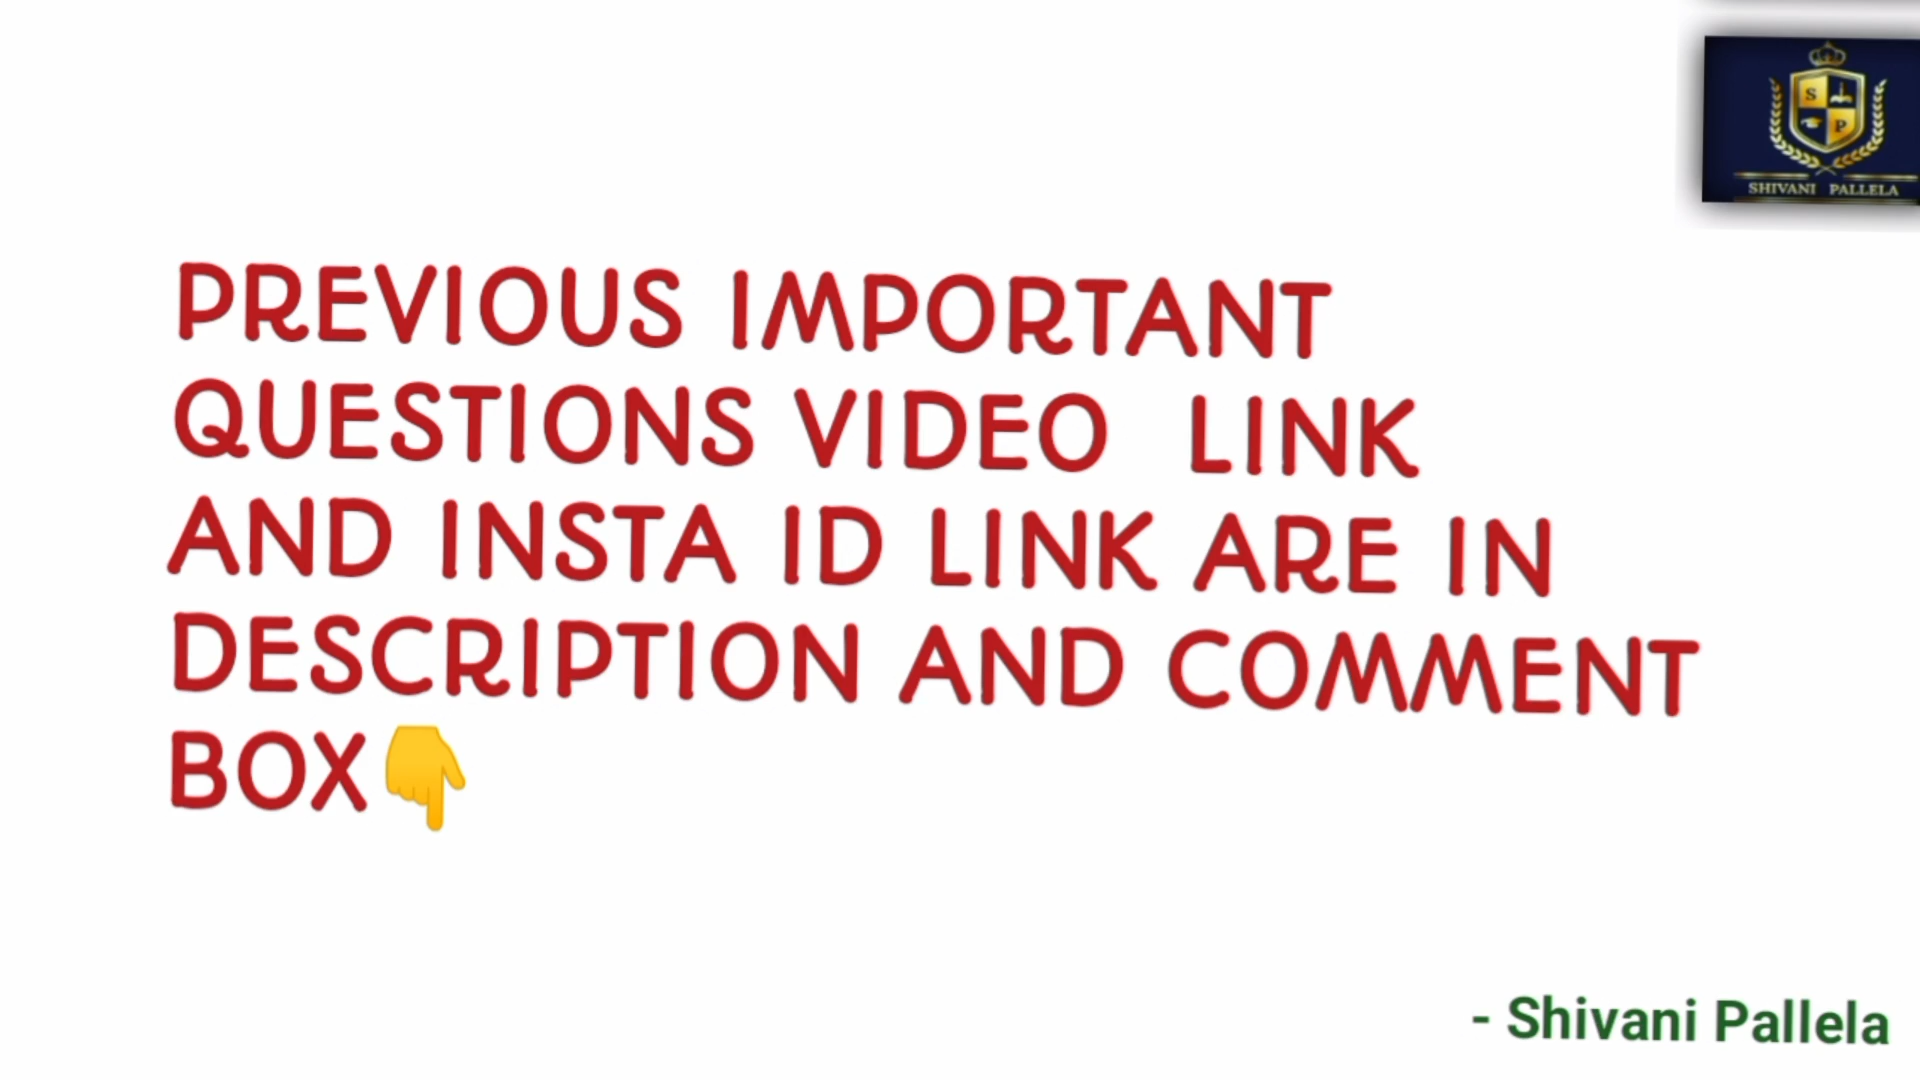 S
P
SHIVANI PALLELA
PREVIOUS IMPORTANT
QUESTIONS VIDEO LINK
AND INSTA ID LINK ARE IN
DESCRIPTION AND COMMENT
BOX👇
- Shivani Pallela